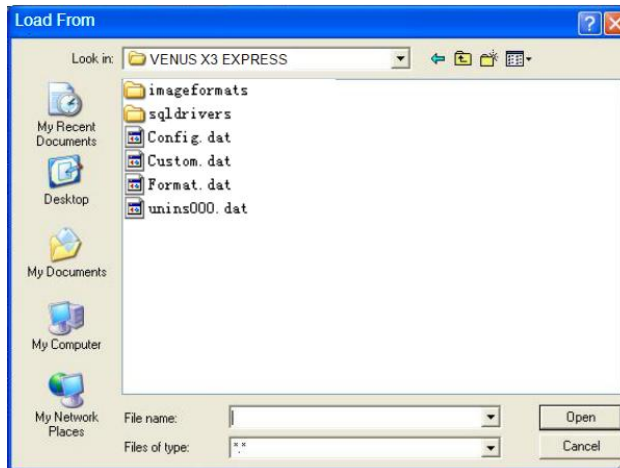 Load From
Look in: VENUS X3 EXPRESS
imageformats
sqldrivers
Config.dat
Custom.dat
Format.dat
unins000.dat
My Recent
Documents
Desktop
My Documents
My Computer
My Network
Places
File name:
Open
Files of type: *.*
Cancel